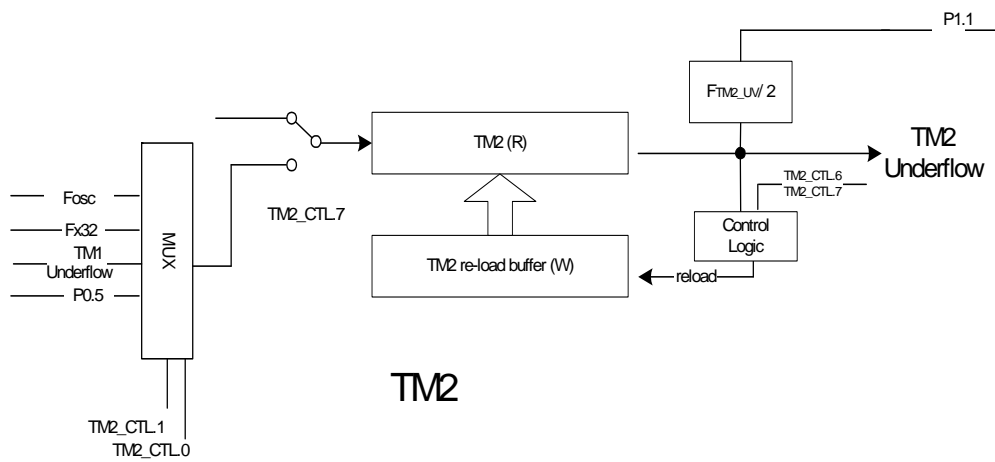 P1.1
FTM2_UV/ 2
TM2 (R)
TM2
Underflow
TM2_CTL.6
TM2_CTL.7
Fosc
Fx32
TM1
Underflow
P0.5
MUX
TM2_CTL.7
Control
Logic
TM2 re-load buffer (W)
reload
TM2
TM2_CTL.1
TM2_CTL.0